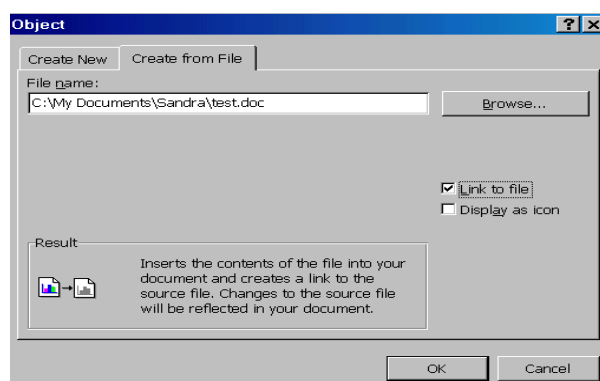 Object
Create New Create from File
File name:
C:\My Documents\Sandra\test.doc Browse...
Link to file
Display as icon
Result
Inserts the contents of the file into your
document and creates a link to the
source file. Changes to the source file
will be reflected in your document.
OK Cancel